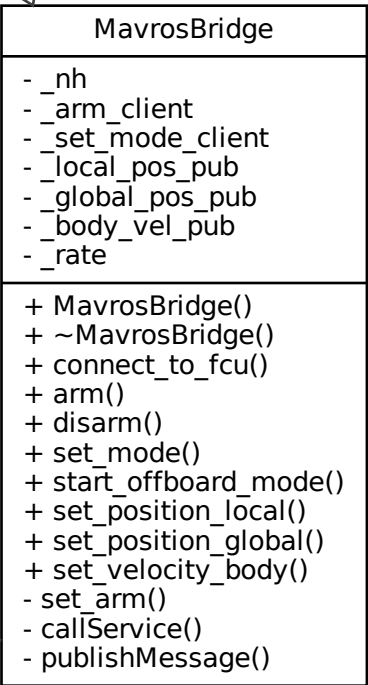 MavrosBridge
- _nh
- _arm_client
- _set_mode_client
- _local_pos_pub
- _global_pos_pub
- _body_vel_pub
- _rate
+ MavrosBridge()
+ ~MavrosBridge()
+ connect_to_fcu()
+ arm()
+ disarm()
+ set_mode()
+ start_offboard_mode()
+ set_position_local()
+ set_position_global()
+ set_velocity_body()
- set_arm()
- callService()
- publishMessage()